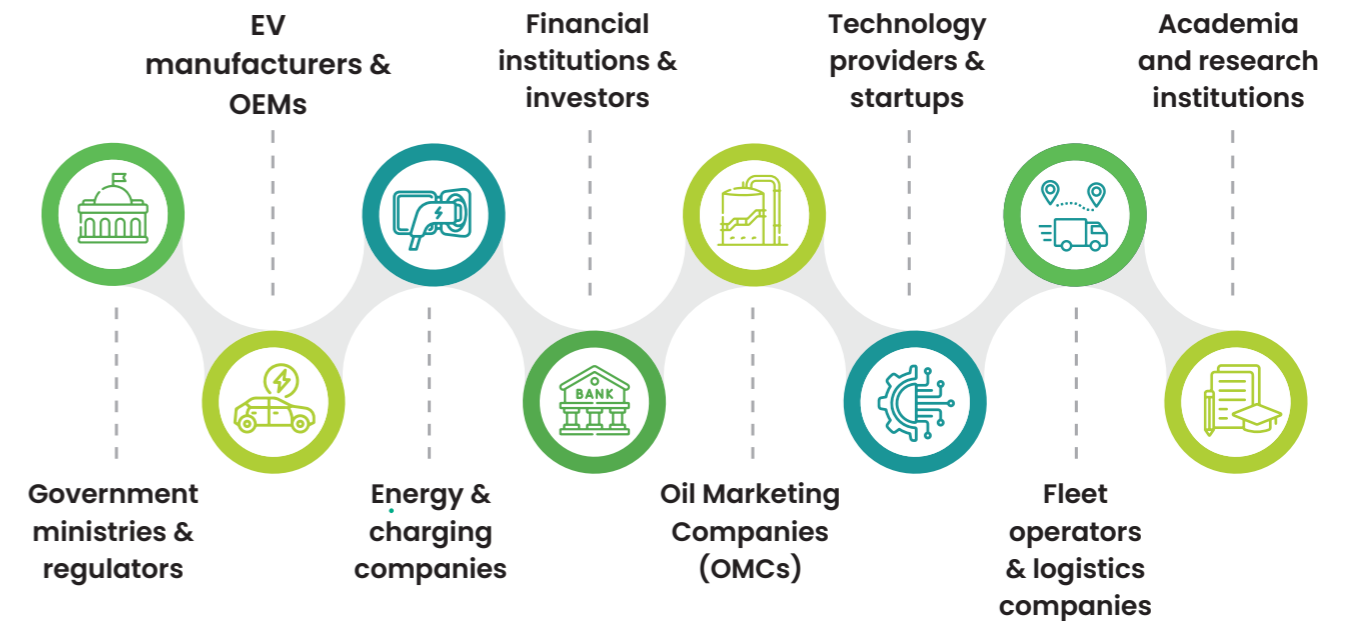 EV
manufacturers &
OEMs
Financial
institutions &
investors
Technology
providers &
startups
Academia
and research
institutions
BANK
Government
ministries &
regulators
Energy &
charging
companies
Oil Marketing
Companies
(OMCs)
Fleet
operators
& logistics
companies